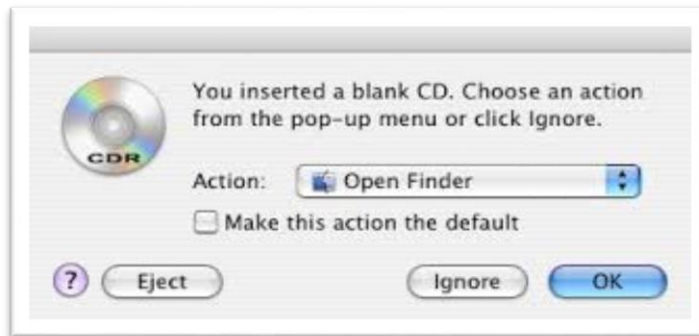 You inserted a blank CD. Choose an action
from the pop-up menu or click Ignore.
CDR
Action: Open Finder
Make this action the default
? Eject Ignore OK